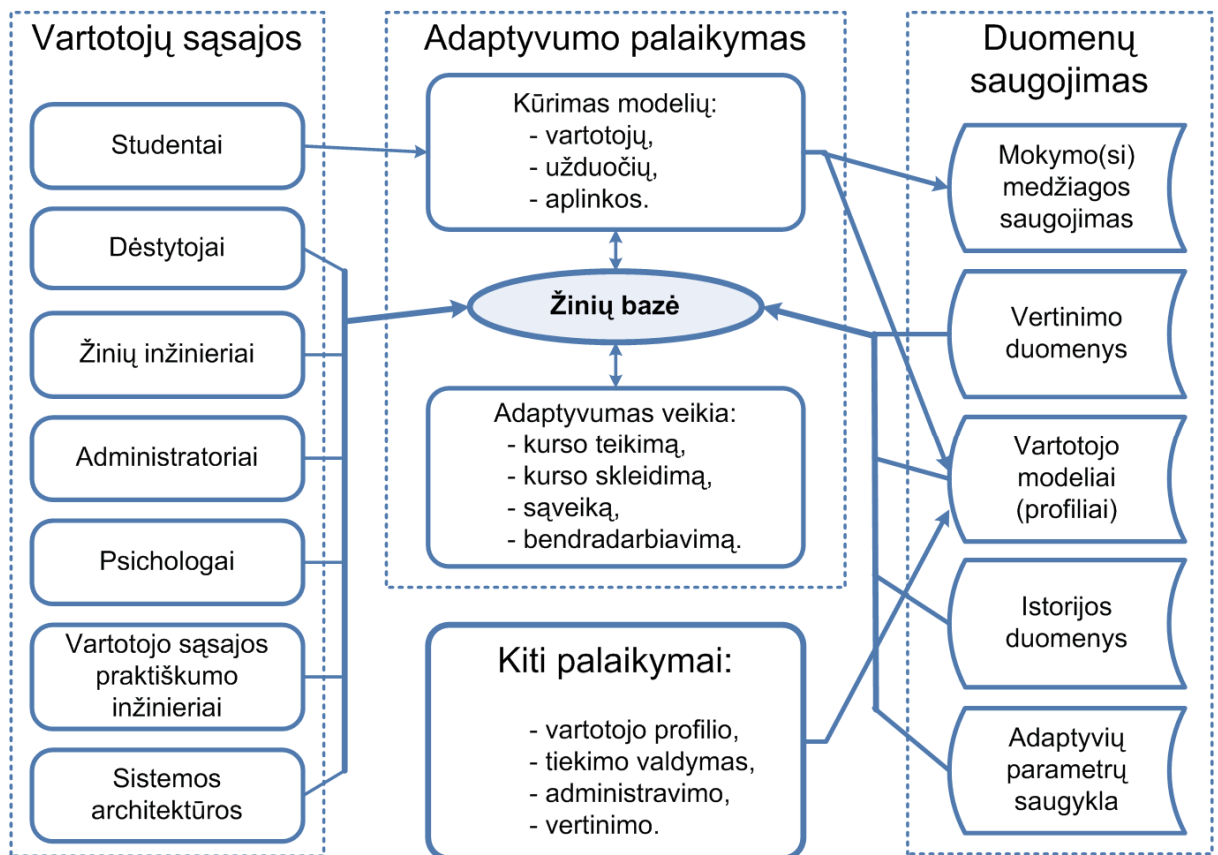 Vartotojų sąsajos
Studentai
Dėstytojai
Žinių inžinieriai
Administratoriai
Psichologai
Vartotojo sąsajos
praktiškumo
inžinieriai
Sistemos
architektūros
Adaptyvumo palaikymas
Kūrimas modelių:
- vartotojų,
- užduočių,
- aplinkos.
Žinių bazė
Adaptyvumas veikia:
- kurso teikimą,
- kurso skleidimą,
- sąveiką,
- bendradarbiavimą.
Kiti palaikymai:
- vartotojo profilio,
- tiekimo valdymas,
- administravimo,
- vertinimo.
Duomenų
saugojimas
Mokymo(si)
medžiagos
saugojimas
Vertinimo
duomenys
Vartotojo
modeliai
(profiliai)
Istorijos
duomenys
Adaptyvių
parametrų
saugykla